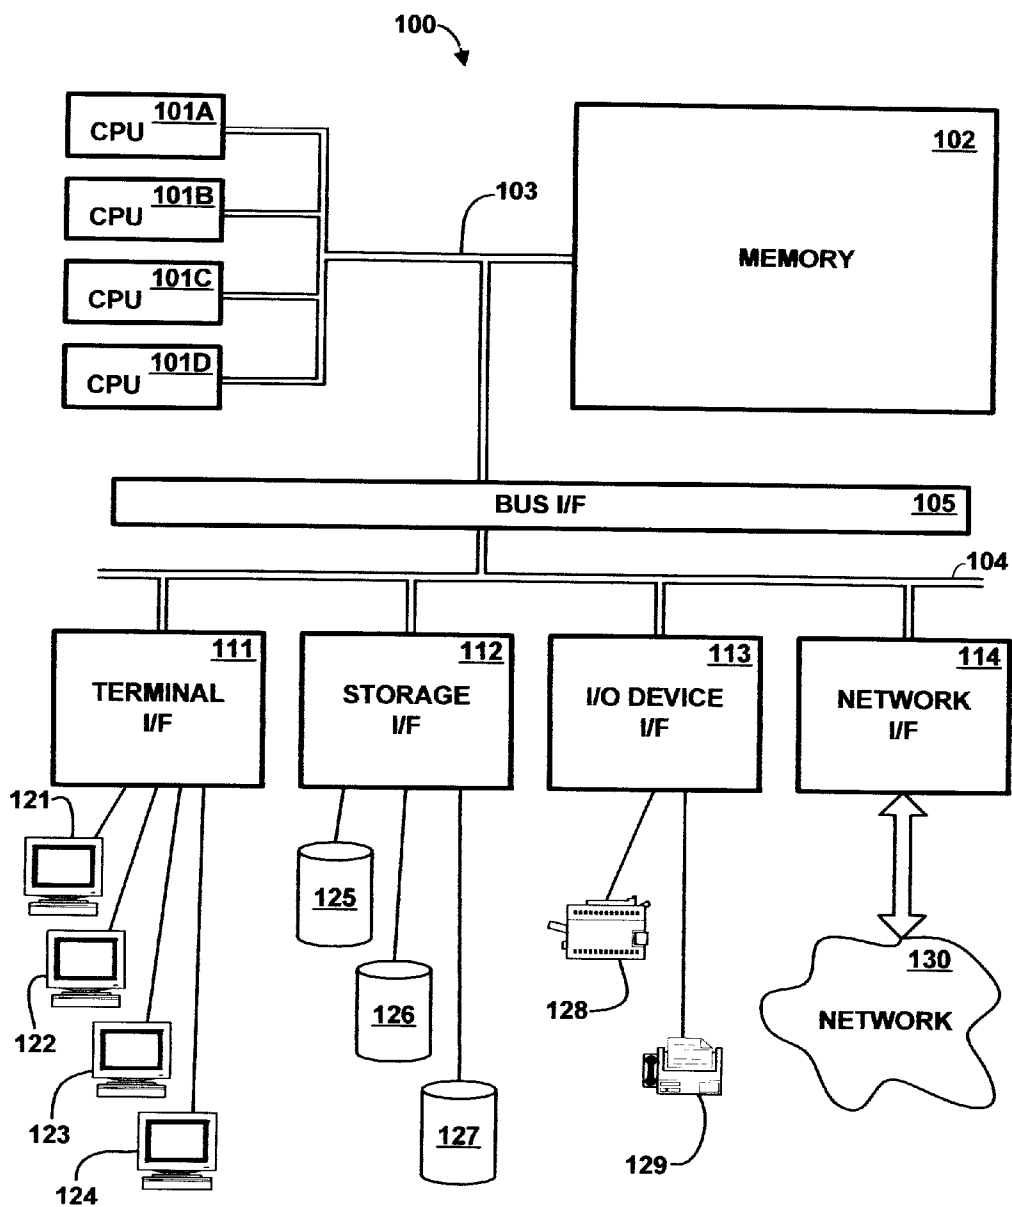 100
101A
CPU
101B
CPU
101C
CPU
101D
CPU
102
MEMORY
103
BUS I/F
105
104
111
TERMINAL
I/F
112
STORAGE
I/F
113
I/O DEVICE
I/F
114
NETWORK
I/F
121
122
123
124
125
126
127
128
129
130
NETWORK